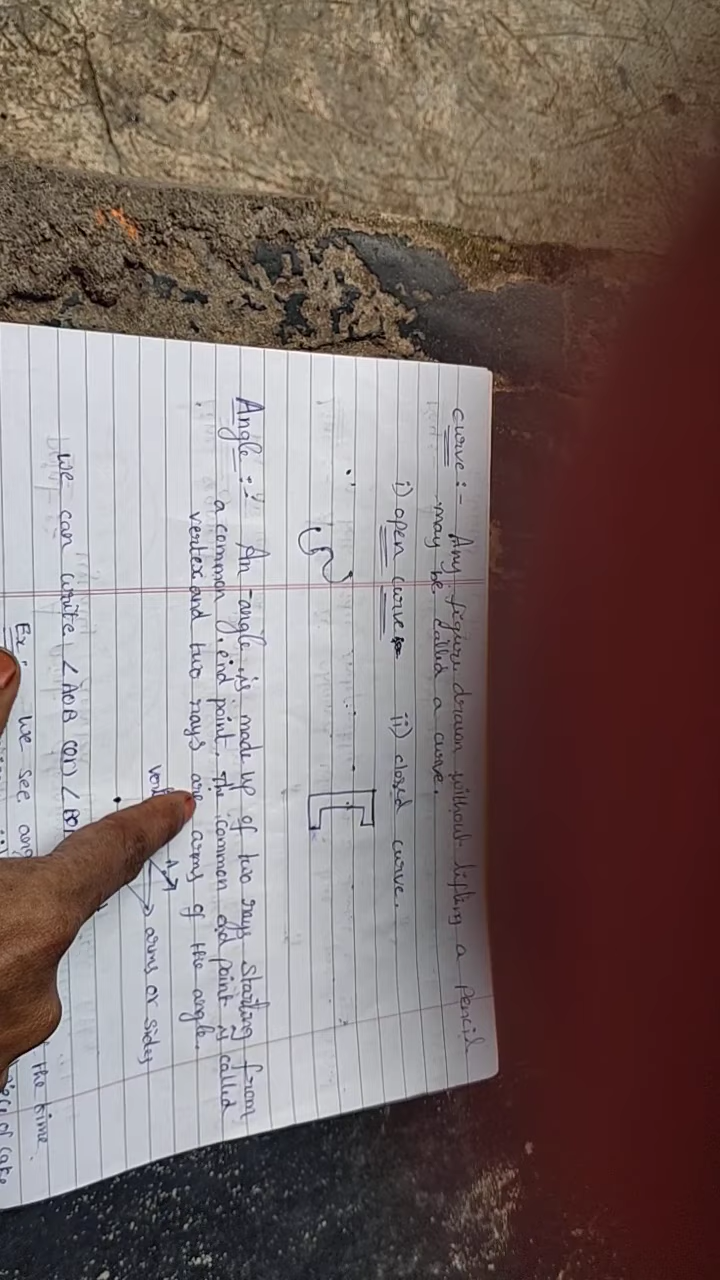 Curve :- Any figure drawn without lifting a pencil
may be called a curve.
i) open curve ii) closed curve.
Angle :- An angle is made up of two rays starting from
a common end point. The common end point is called
vertex and two rays are arms of the angle.
arms or sides
we can write ∠AOB (or)
Ex: we see
the time.
of cake